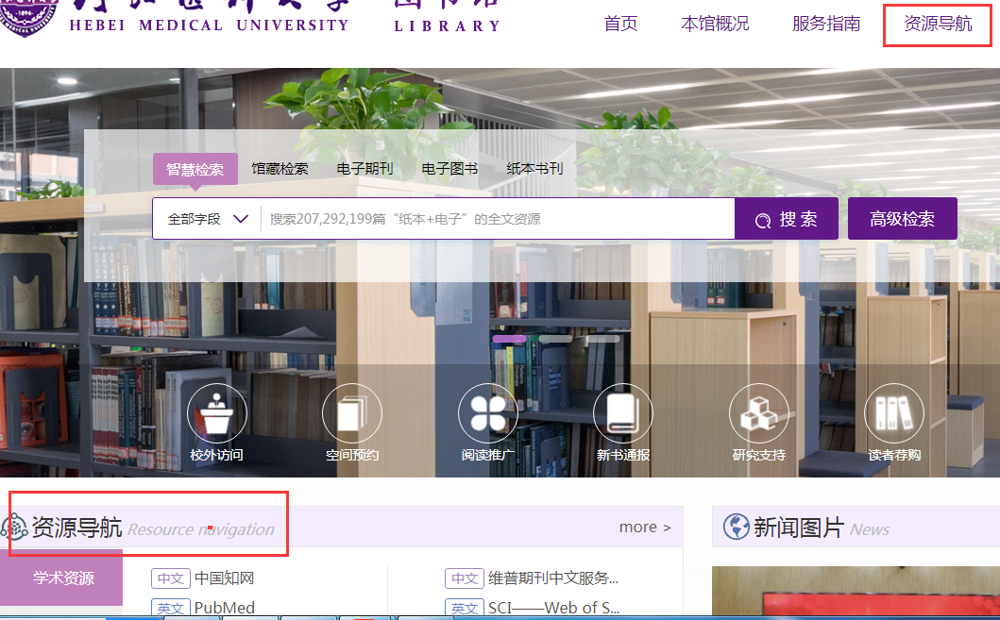 HEBEI MEDICAL UNIVERSITY LIBRARY
首页 本馆概况 服务指南 资源导航
智慧检索 馆藏检索 电子期刊 电子图书 纸本书刊
全部字段 搜索207,292,199篇“纸本+电子”的全文资源 搜 索 高级检索
校外访问 空间预约 阅读推广 新书通报 研究支持 读者荐购
资源导航 Resource navigation more >
新闻图片 News
学术资源
中文 中国知网 中文 维普期刊中文服务...
英文 PubMed 英文 SCI——Web of S...